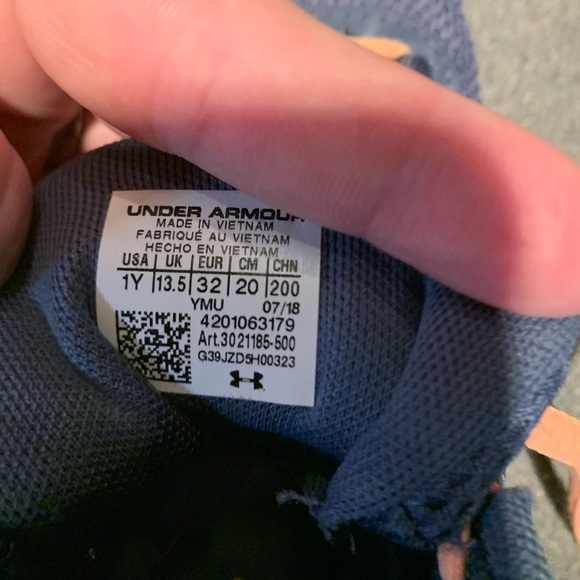 UNDER ARMOUR
MADE IN VIETNAM
FABRIQUÉ AU VIETNAM
HECHO EN VIETNAM
USA | UK | EUR | CM | CHN
1Y | 13.5 | 32 | 20 | 200
YMU 07/18
4201063179
Art.3021185-500
G39JZD5H00323